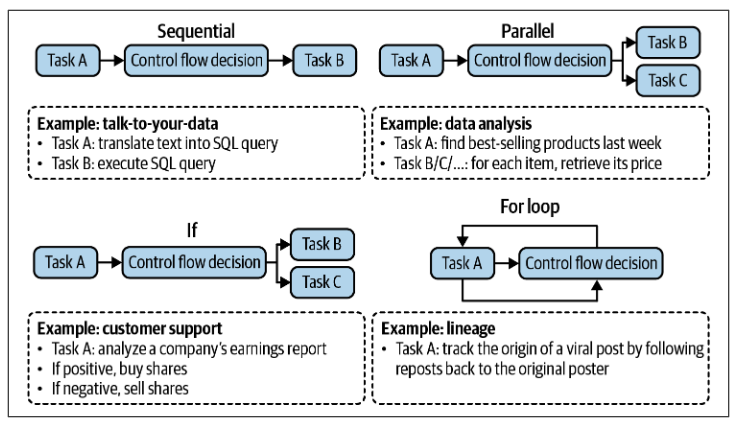 Sequential
Task A
Control flow decision
Task B
Example: talk-to-your-data
• Task A: translate text into SQL query
• Task B: execute SQL query
Parallel
Task A
Control flow decision
Task B
Task C
Example: data analysis
• Task A: find best-selling products last week
• Task B/C/...: for each item, retrieve its price
If
Task A
Control flow decision
Task B
Task C
Example: customer support
• Task A: analyze a company's earnings report
• If positive, buy shares
• If negative, sell shares
For loop
Task A
Control flow decision
Example: lineage
• Task A: track the origin of a viral post by following
reposts back to the original poster